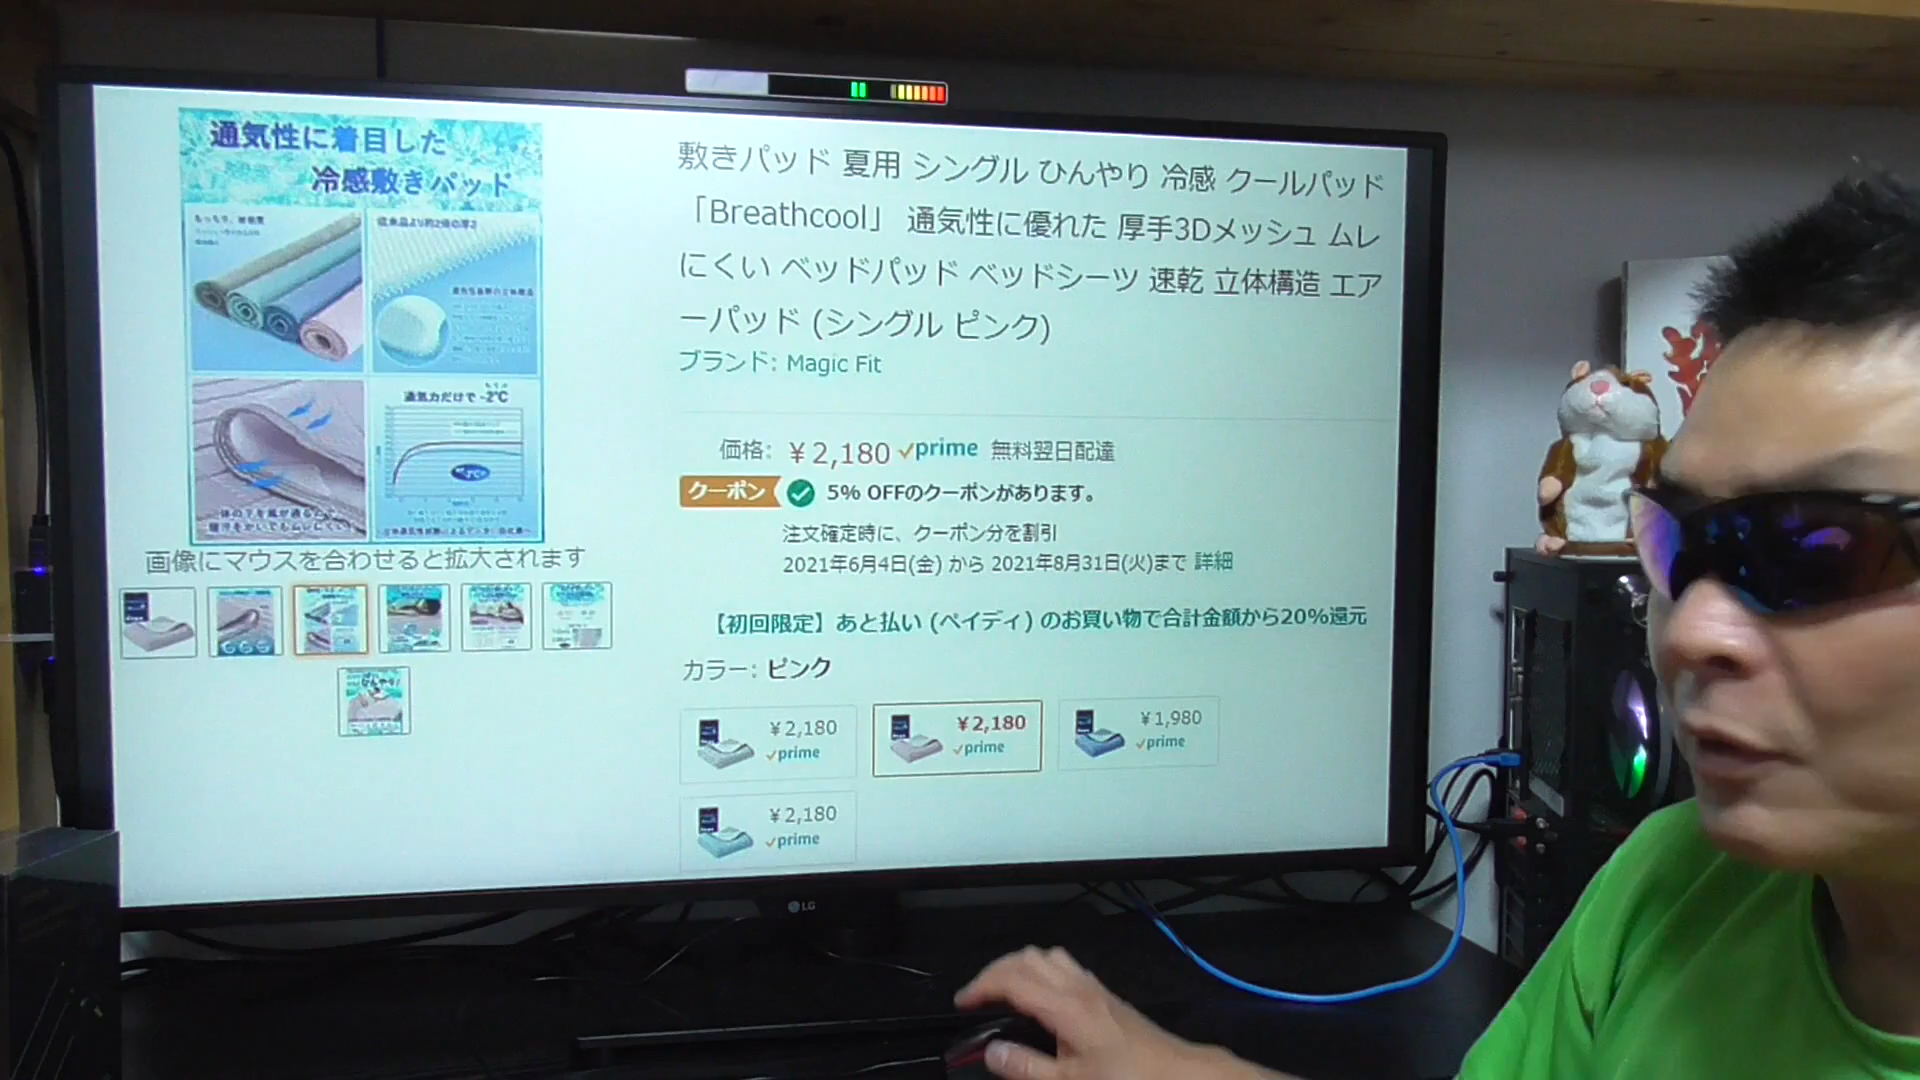 通気性に着目した
冷感敷きパッド
従来品より約2倍の厚さ
通気力だけで -2℃
画像にマウスを合わせると拡大されます
敷きパッド 夏用 シングル ひんやり 冷感 クールパッド
「Breathcool」 通気性に優れた 厚手3Dメッシュ ムレ
にくい ベッドパッド ベッドシーツ 速乾 立体構造 エア
ーパッド (シングル ピンク)
ブランド: Magic Fit
価格: ￥2,180 prime 無料翌日配達
クーポン 5% OFFのクーポンがあります。
注文確定時に、クーポン分を割引
2021年6月4日(金) から 2021年8月31日(火)まで 詳細
【初回限定】あと払い (ペイディ) のお買い物で合計金額から20%還元
カラー: ピンク
￥2,180
prime
￥2,180
prime
￥1,980
prime
￥2,180
prime
LG